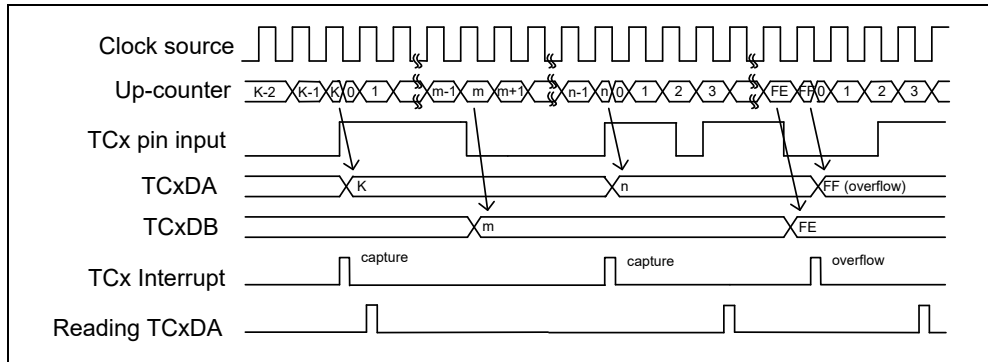 Clock source
Up-counter K-2 K-1 K 0 1 m-1 m m+1 n-1 n 0 1 2 3 FE FF 0 1 2 3
TCx pin input
TCxDA K n FF (overflow)
TCxDB m FE
TCx Interrupt capture capture overflow
Reading TCxDA